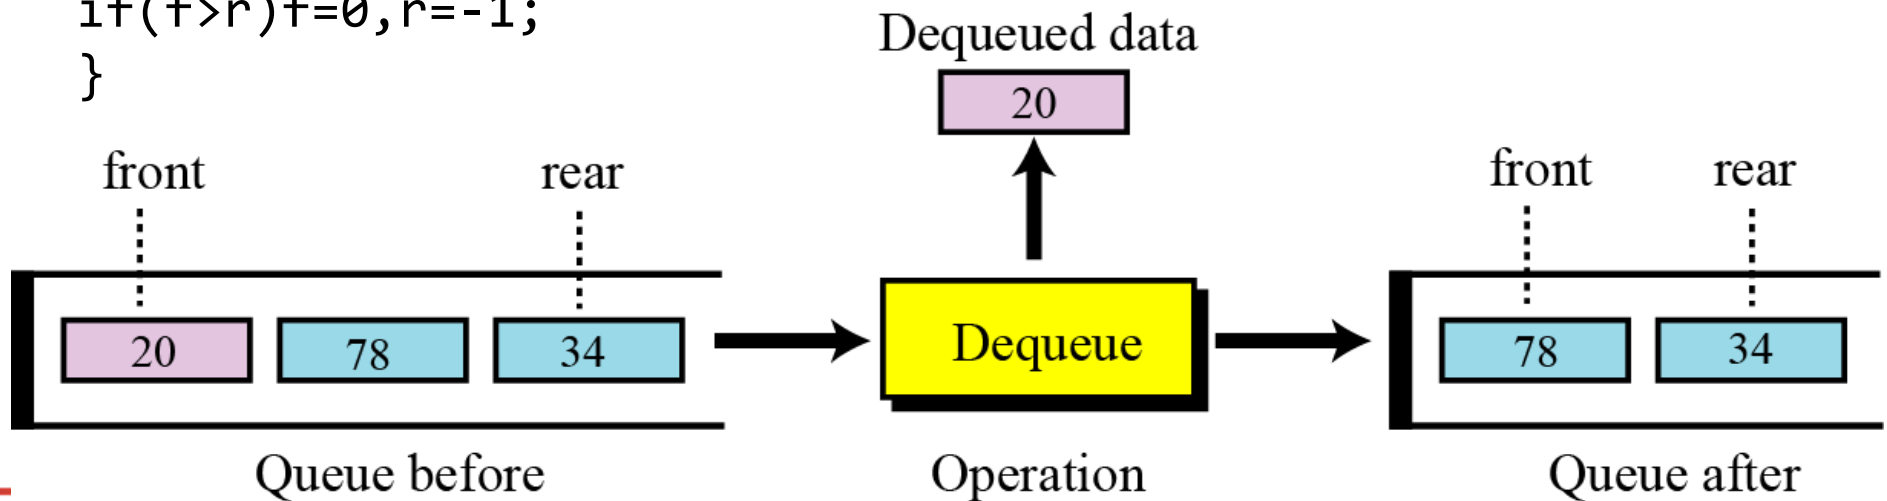 if(f>r)f=0,r=-1;
}
Dequeued data
20
front
rear
front
rear
20
78
34
Dequeue
78
34
Queue before
Operation
Queue after